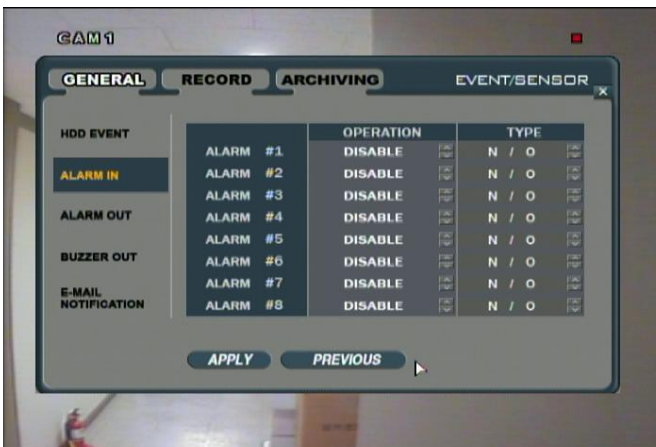 CAM 1
GENERAL RECORD ARCHIVING EVENT/SENSOR
HDD EVENT
ALARM IN
ALARM OUT
BUZZER OUT
E-MAIL
NOTIFICATION
OPERATION TYPE
ALARM #1 DISABLE N / O
ALARM #2 DISABLE N / O
ALARM #3 DISABLE N / O
ALARM #4 DISABLE N / O
ALARM #5 DISABLE N / O
ALARM #6 DISABLE N / O
ALARM #7 DISABLE N / O
ALARM #8 DISABLE N / O
APPLY PREVIOUS